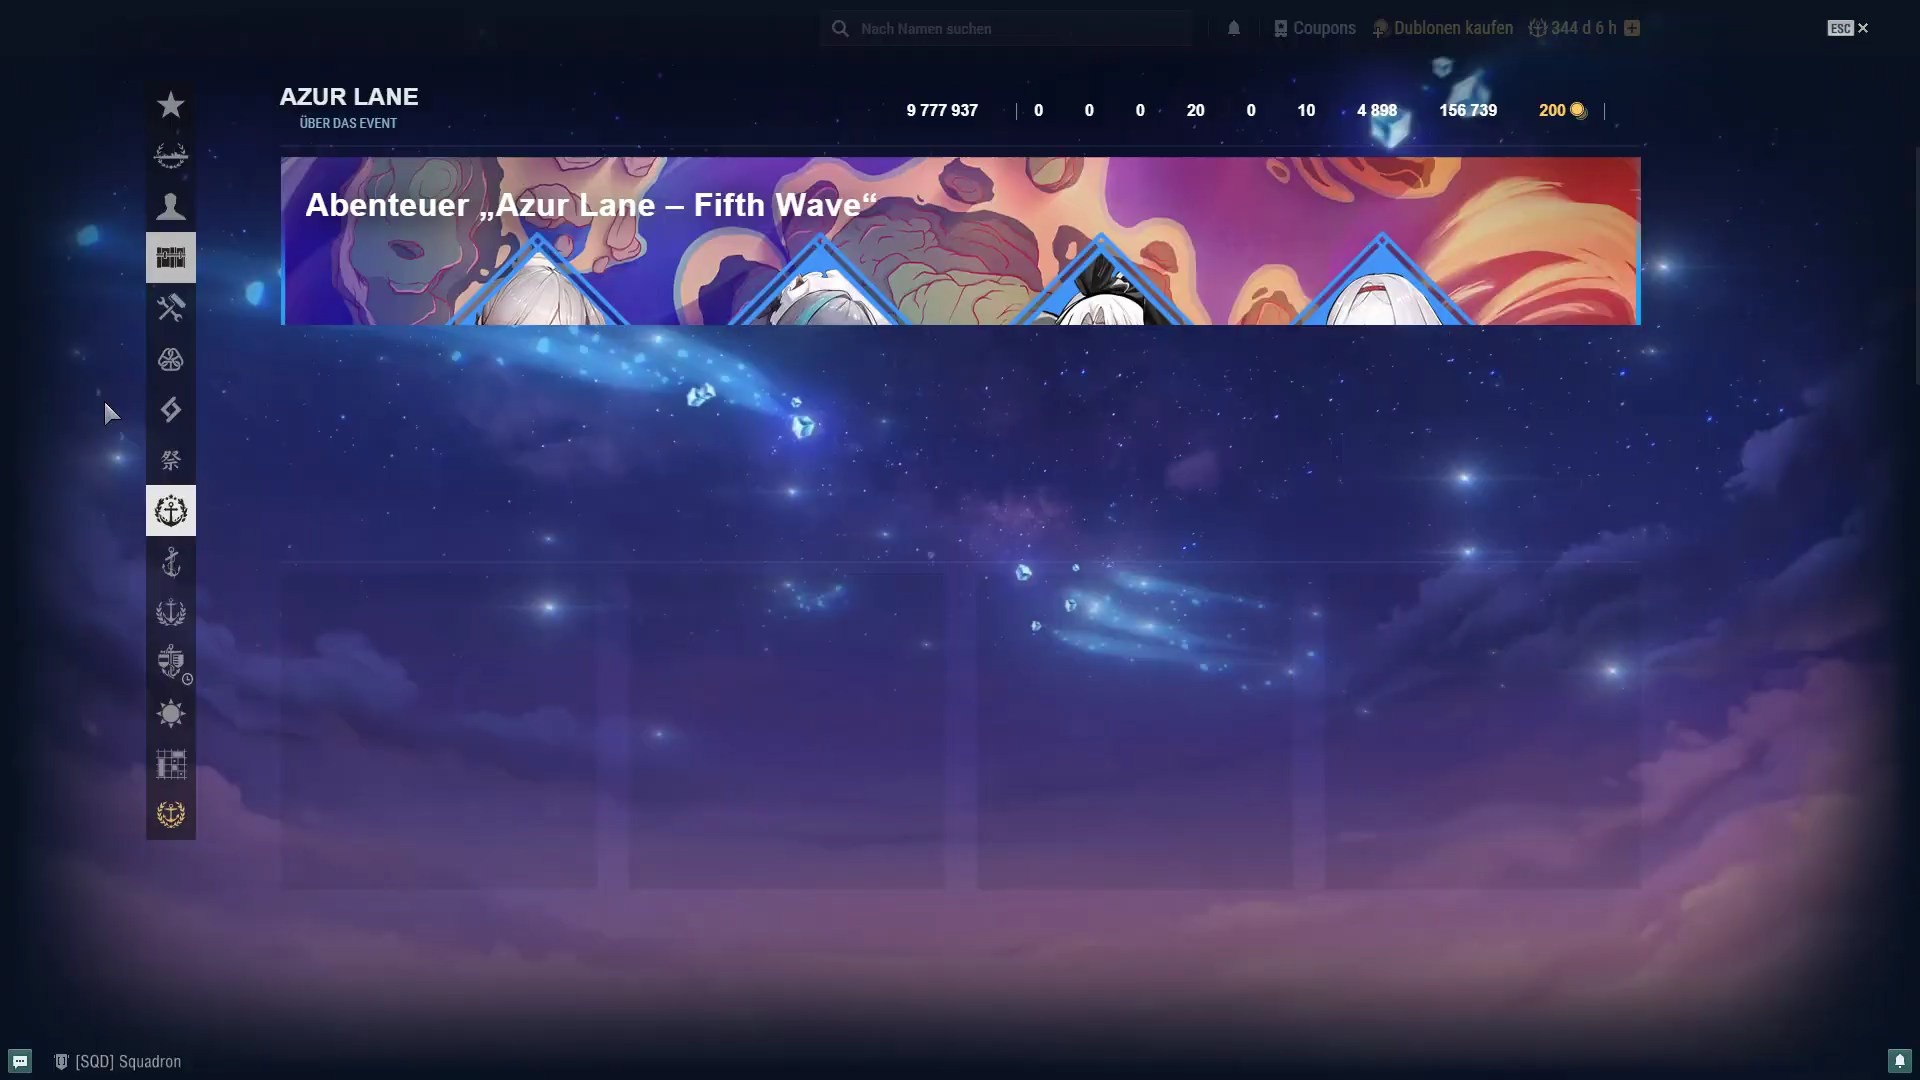 Nach Namen suchen
Coupons
Dublonen kaufen
344 d 6 h
ESC
AZUR LANE
ÜBER DAS EVENT
9 777 937
0
0
0
20
0
10
4 898
156 739
200
Abenteuer „Azur Lane – Fifth Wave“
祭
[SQD] Squadron